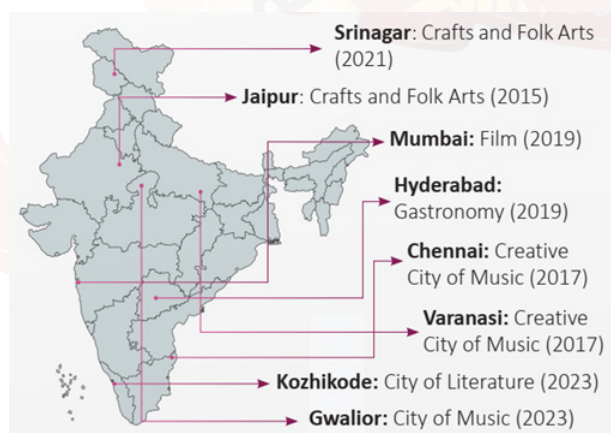 Srinagar: Crafts and Folk Arts
(2021)
Jaipur: Crafts and Folk Arts (2015)
Mumbai: Film (2019)
Hyderabad:
Gastronomy (2019)
Chennai: Creative
City of Music (2017)
Varanasi: Creative
City of Music (2017)
Kozhikode: City of Literature (2023)
Gwalior: City of Music (2023)